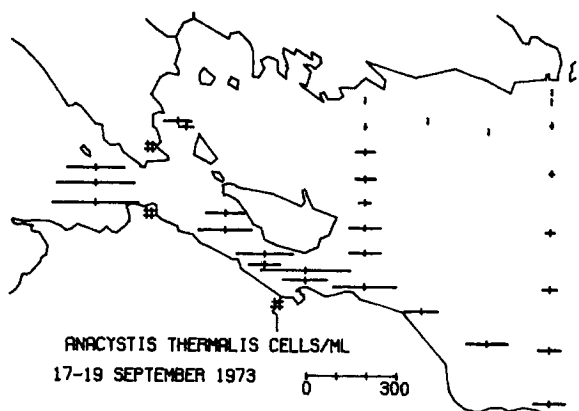 ANACYSTIS THERMALIS CELLS/ML
17-19 SEPTEMBER 1973
0 300